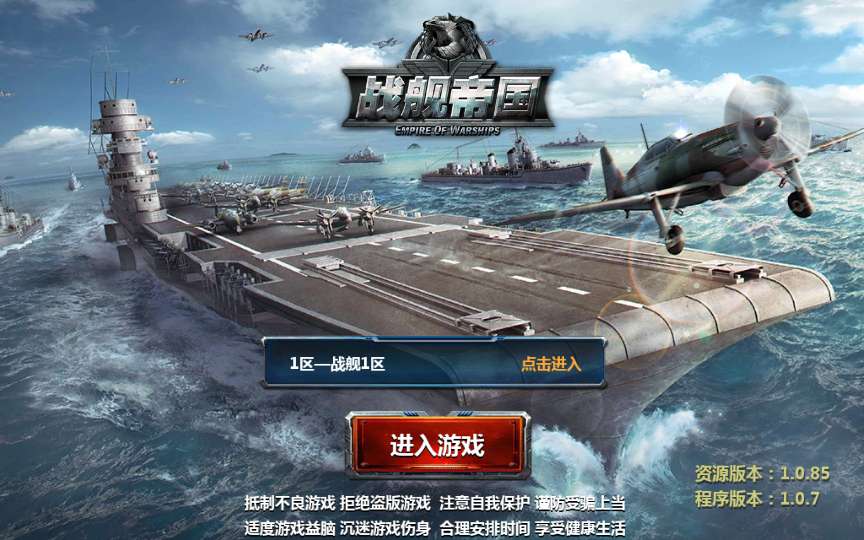 战舰帝国
EMPIRE OF WARSHIPS
1区—战舰1区 点击进入
进入游戏
资源版本：1.0.85
程序版本：1.0.7
抵制不良游戏 拒绝盗版游戏 注意自我保护 谨防受骗上当
适度游戏益脑 沉迷游戏伤身 合理安排时间 享受健康生活